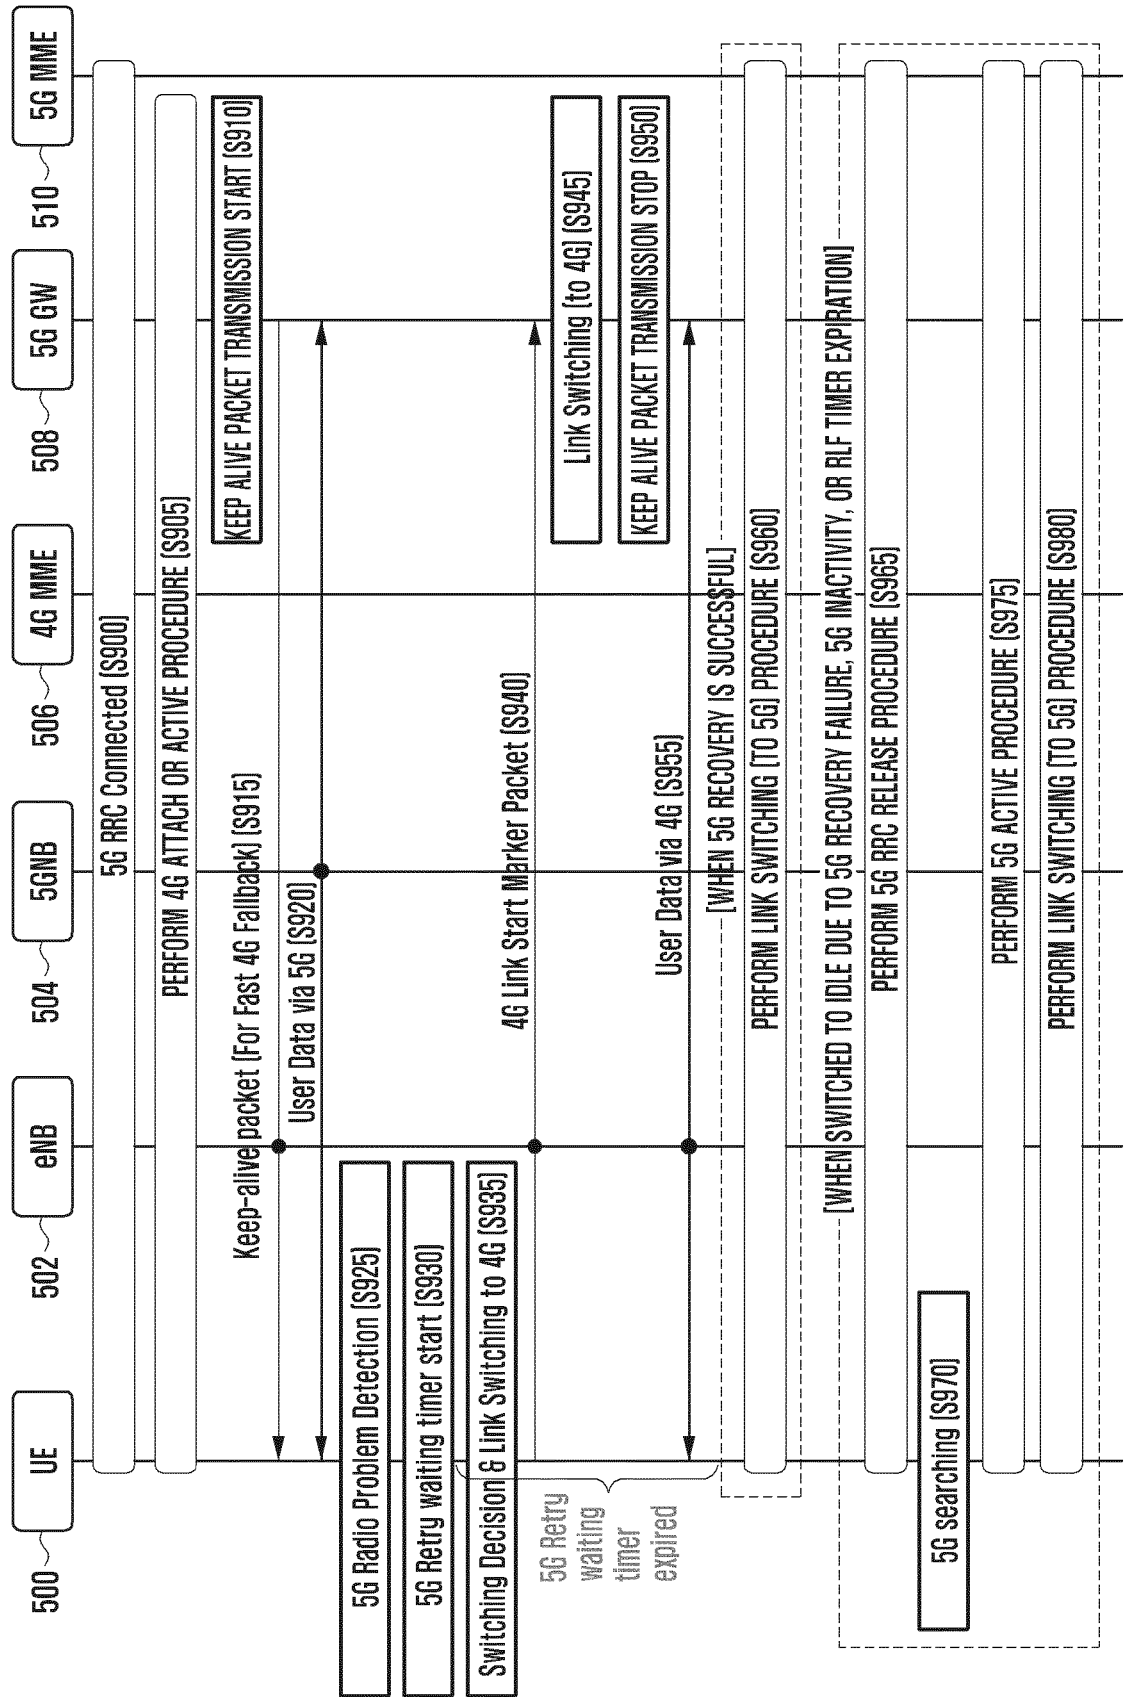 UE
eNB
5GNB
4G MME
5G GW
5G MME
500
502
504
506
508
510
5G RRC Connected (S900)
PERFORM 4G ATTACH OR ACTIVE PROCEDURE (S905)
KEEP ALIVE PACKET TRANSMISSION START (S910)
Keep-alive packet (For Fast 4G Fallback) (S915)
User Data via 5G (S920)
5G Radio Problem Detection (S925)
5G Retry waiting timer start (S930)
Switching Decision & Link Switching to 4G (S935)
5G Retry
waiting
timer
expired
4G Link Start Marker Packet (S940)
Link Switching (to 4G) (S945)
KEEP ALIVE PACKET TRANSMISSION STOP (S950)
User Data via 4G (S955)
[WHEN 5G RECOVERY IS SUCCESSFUL]
PERFORM LINK SWITCHING (TO 5G) PROCEDURE (S960)
[WHEN SWITCHED TO IDLE DUE TO 5G RECOVERY FAILURE, 5G INACTIVITY, OR RLF TIMER EXPIRATION]
PERFORM 5G RRC RELEASE PROCEDURE (S965)
5G searching (S970)
PERFORM 5G ACTIVE PROCEDURE (S975)
PERFORM LINK SWITCHING (TO 5G) PROCEDURE (S980)